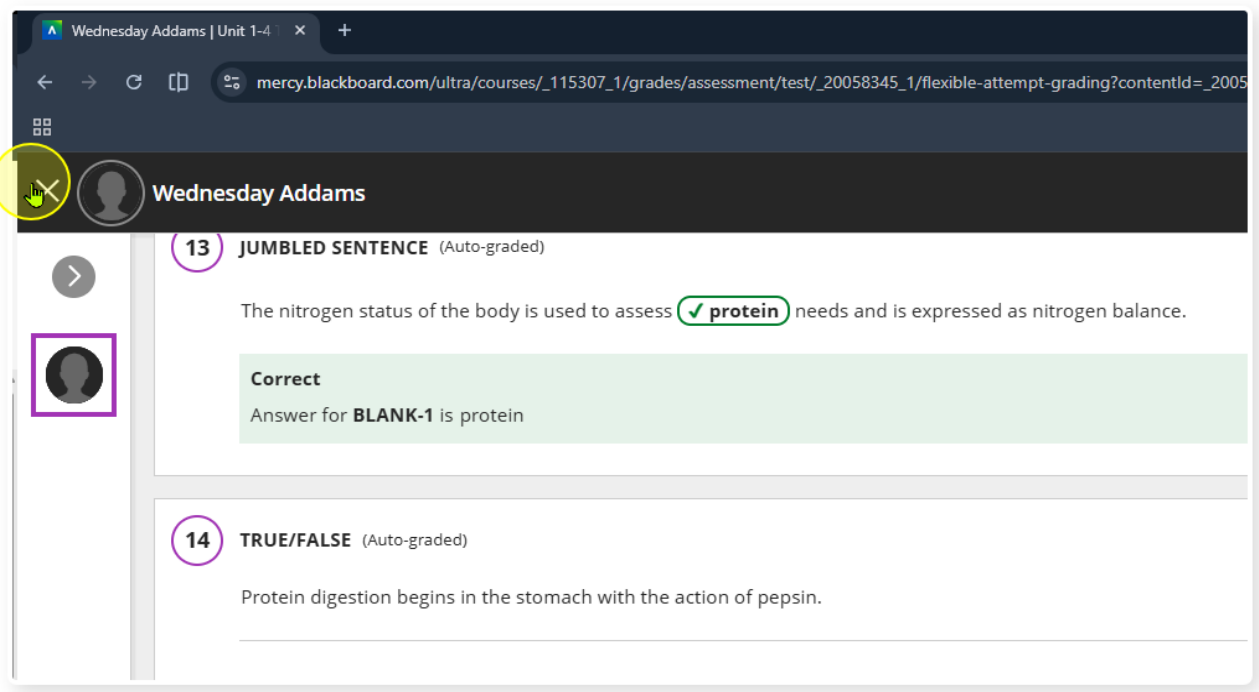 Wednesday Addams | Unit 1-4
mercy.blackboard.com/ultra/courses/_115307_1/grades/assessment/test/_20058345_1/flexible-attempt-grading?contentId=_2005
Wednesday Addams
13 JUMBLED SENTENCE (Auto-graded)
The nitrogen status of the body is used to assess ✓ protein needs and is expressed as nitrogen balance.
Correct
Answer for BLANK-1 is protein
14 TRUE/FALSE (Auto-graded)
Protein digestion begins in the stomach with the action of pepsin.